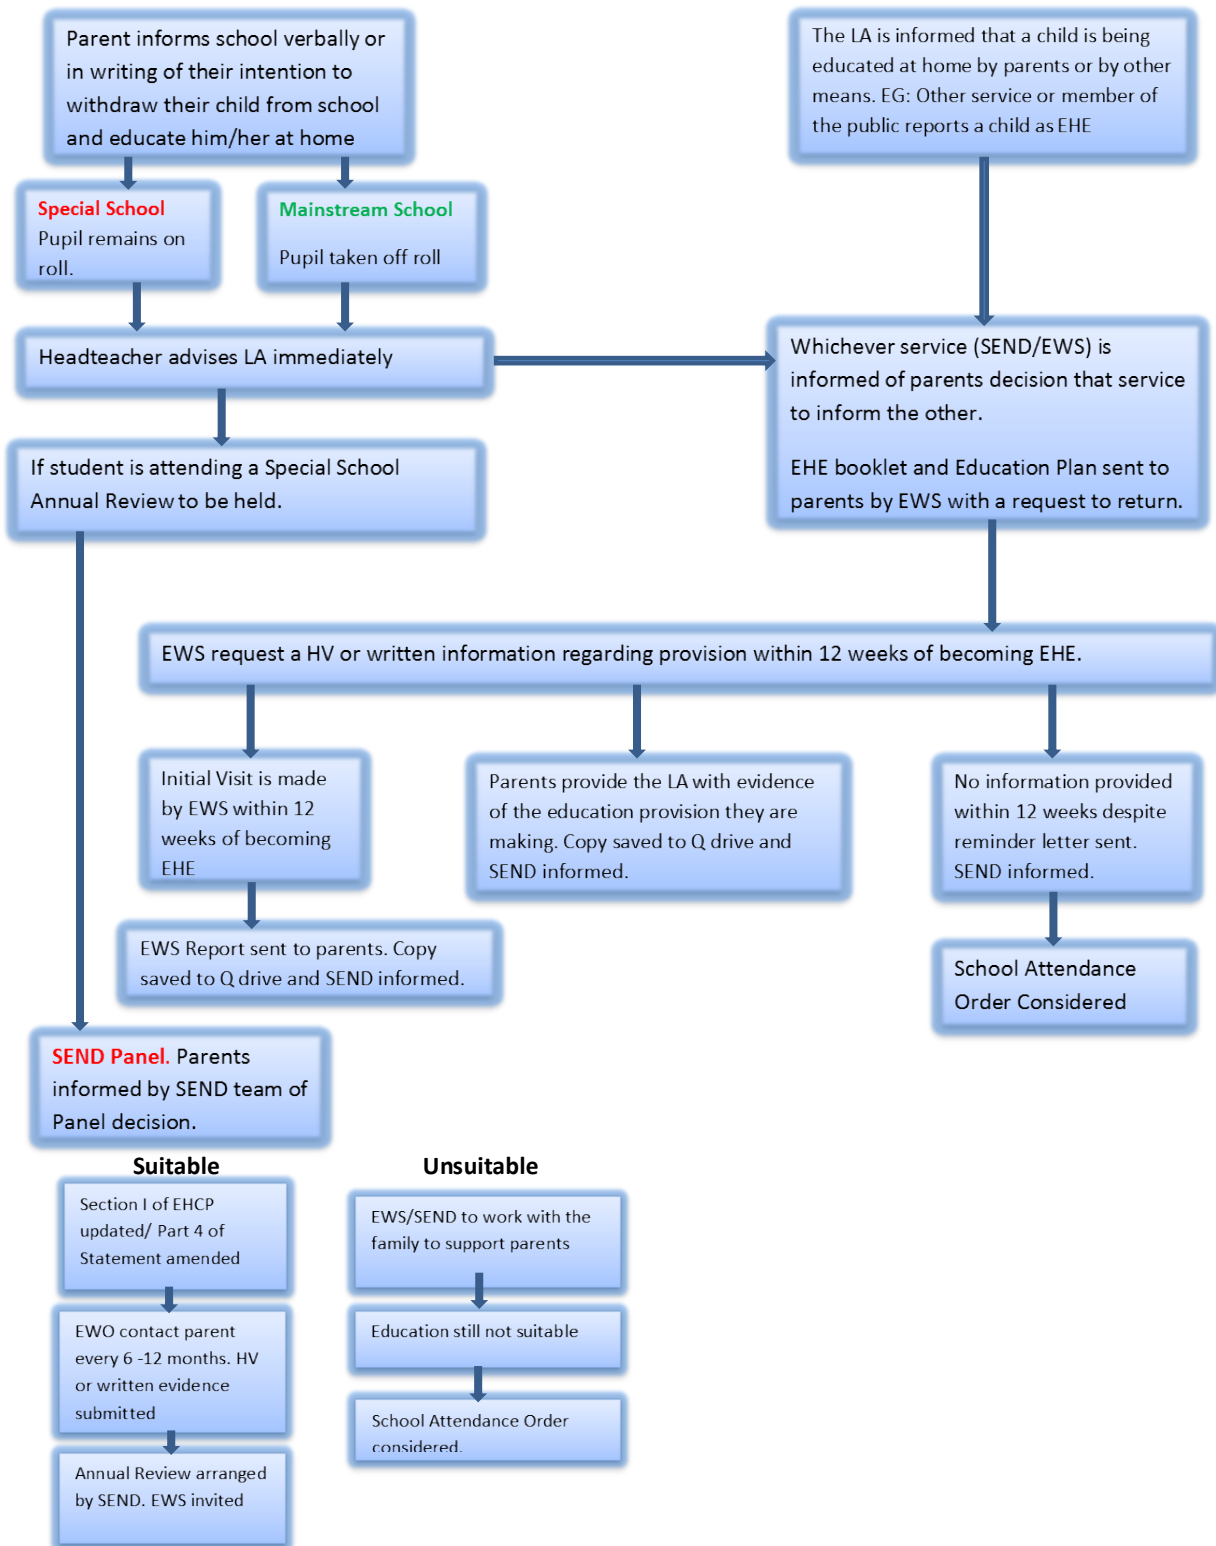 Parent informs school verbally or
in writing of their intention to
withdraw their child from school
and educate him/her at home
The LA is informed that a child is being
educated at home by parents or by other
means. EG: Other service or member of
the public reports a child as EHE
Special School
Pupil remains on
roll.
Mainstream School
Pupil taken off roll
Headteacher advises LA immediately
Whichever service (SEND/EWS) is
informed of parents decision that service
to inform the other.
EHE booklet and Education Plan sent to
parents by EWS with a request to return.
If student is attending a Special School
Annual Review to be held.
EWS request a HV or written information regarding provision within 12 weeks of becoming EHE.
Initial Visit is made
by EWS within 12
weeks of becoming
EHE
Parents provide the LA with evidence
of the education provision they are
making. Copy saved to Q drive and
SEND informed.
No information provided
within 12 weeks despite
reminder letter sent.
SEND informed.
EWS Report sent to parents. Copy
saved to Q drive and SEND informed.
School Attendance
Order Considered
SEND Panel. Parents
informed by SEND team of
Panel decision.
Suitable
Section I of EHCP
updated/ Part 4 of
Statement amended
EWO contact parent
every 6 -12 months. HV
or written evidence
submitted
Annual Review arranged
by SEND. EWS invited
Unsuitable
EWS/SEND to work with the
family to support parents
Education still not suitable
School Attendance Order
considered.